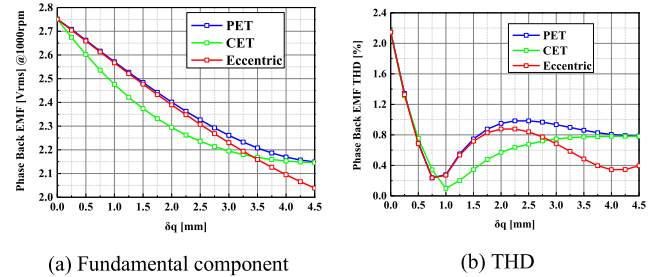 2.8
2.7
2.6
2.5
2.4
2.3
2.2
2.1
2.0
Phase Back EMF [Vrms] @1000rpm
PET
CET
Eccentric
0.0 0.5 1.0 1.5 2.0 2.5 3.0 3.5 4.0 4.5
δq [mm]
(a) Fundamental component
2.4
2.0
1.6
1.2
0.8
0.4
0.0
Phase Back EMF THD [%]
PET
CET
Eccentric
0.0 0.5 1.0 1.5 2.0 2.5 3.0 3.5 4.0 4.5
δq [mm]
(b) THD